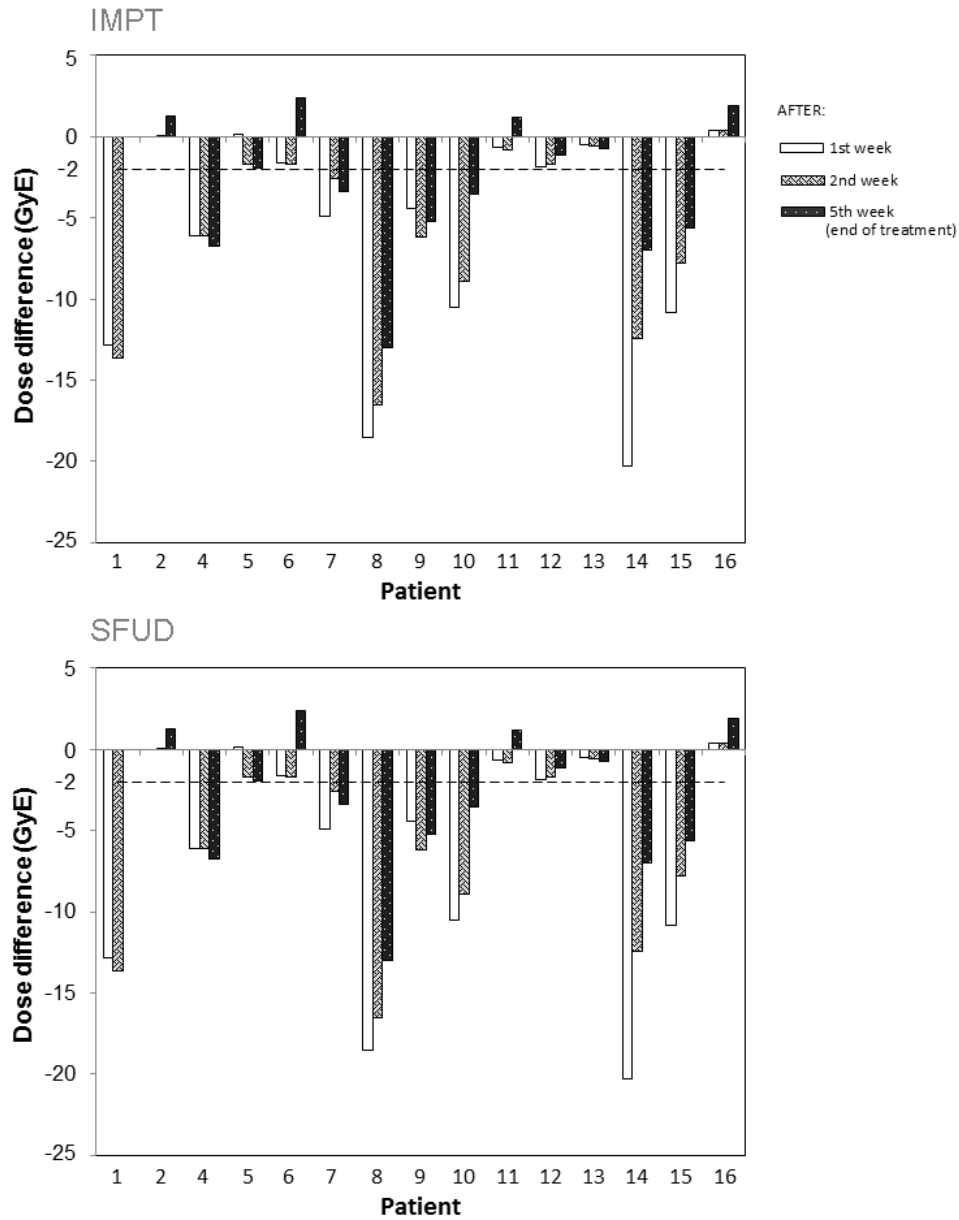 IMPT
5
0
-2
-5
-10
-15
-20
-25
Dose difference (GyE)
1 2 4 5 6 7 8 9 10 11 12 13 14 15 16
Patient
AFTER:
1st week
2nd week
5th week
(end of treatment)
SFUD
5
0
-2
-5
-10
-15
-20
-25
Dose difference (GyE)
1 2 4 5 6 7 8 9 10 11 12 13 14 15 16
Patient